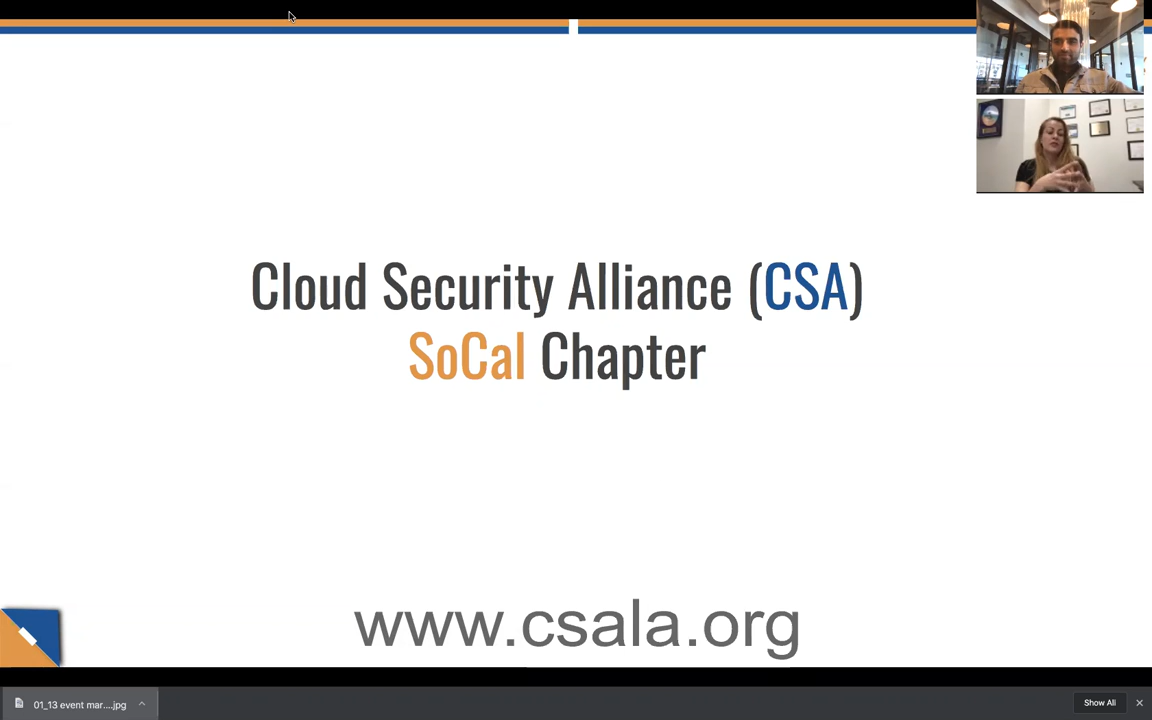 Cloud Security Alliance (CSA)
SoCal Chapter
www.csala.org
01_13 event mar....jpg
Show All